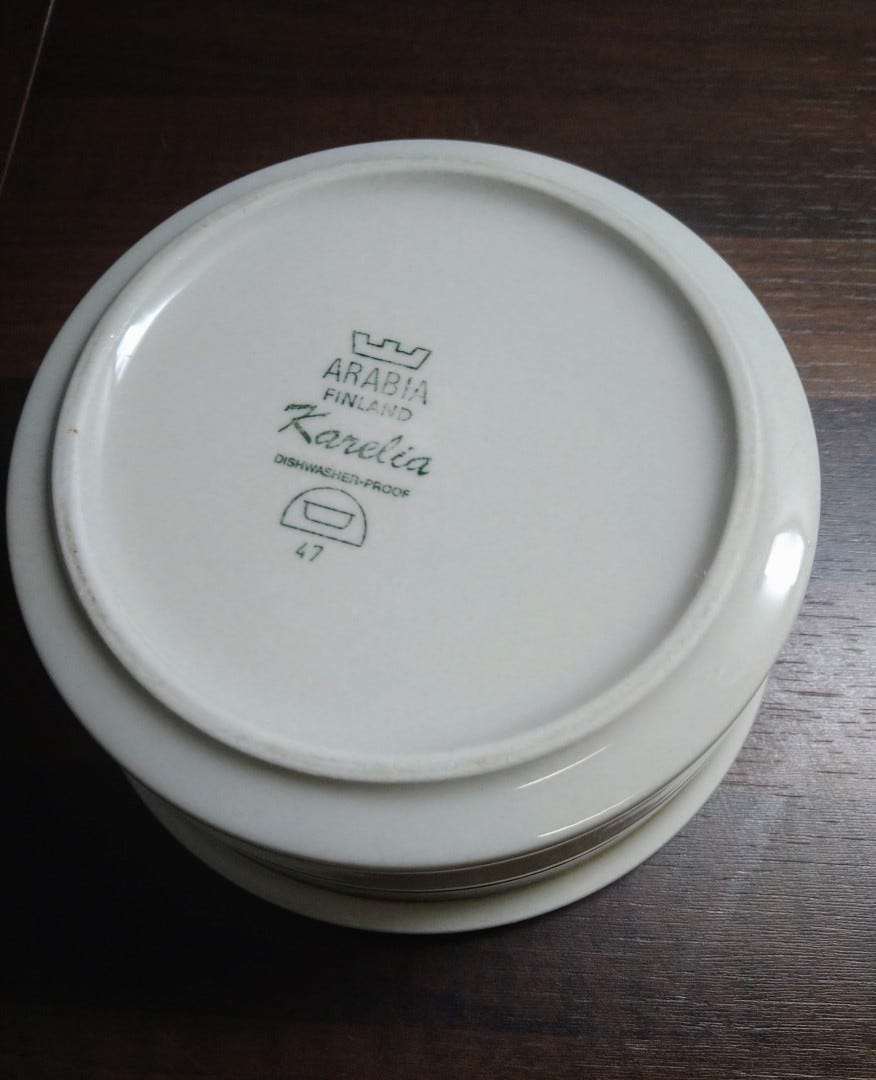 ARABIA
FINLAND
Karelia
DISHWASHER-PROOF
47